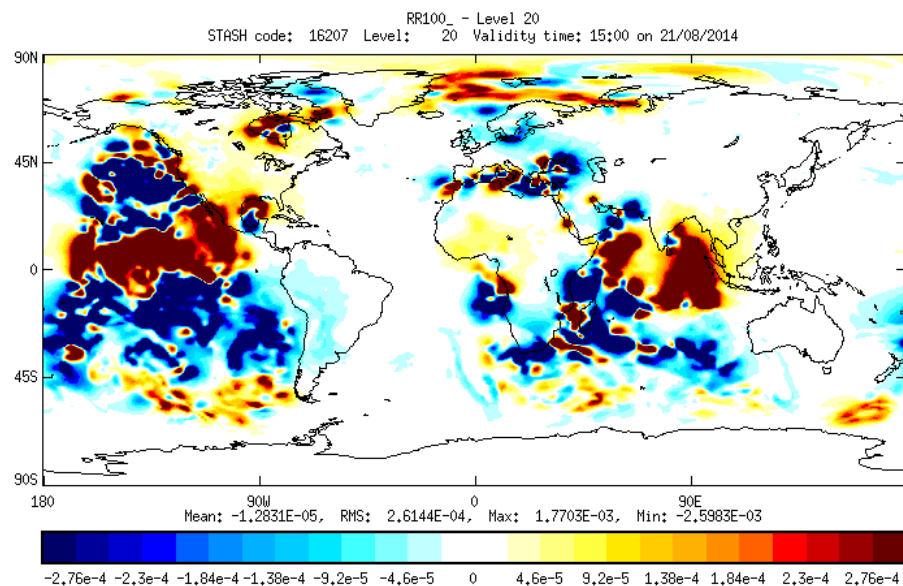 RR100_ - Level 20
STASH code: 16207 Level: 20 Validity time: 15:00 on 21/08/2014
90N
45N
0
45S
90S
180 90W 0 90E
Mean: -1.2831E-05, RMS: 2.6144E-04, Max: 1.7703E-03, Min: -2.5983E-03
-2.76e-4 -2.3e-4 -1.84e-4 -1.38e-4 -9.2e-5 -4.6e-5 0 4.6e-5 9.2e-5 1.38e-4 1.84e-4 2.3e-4 2.76e-4